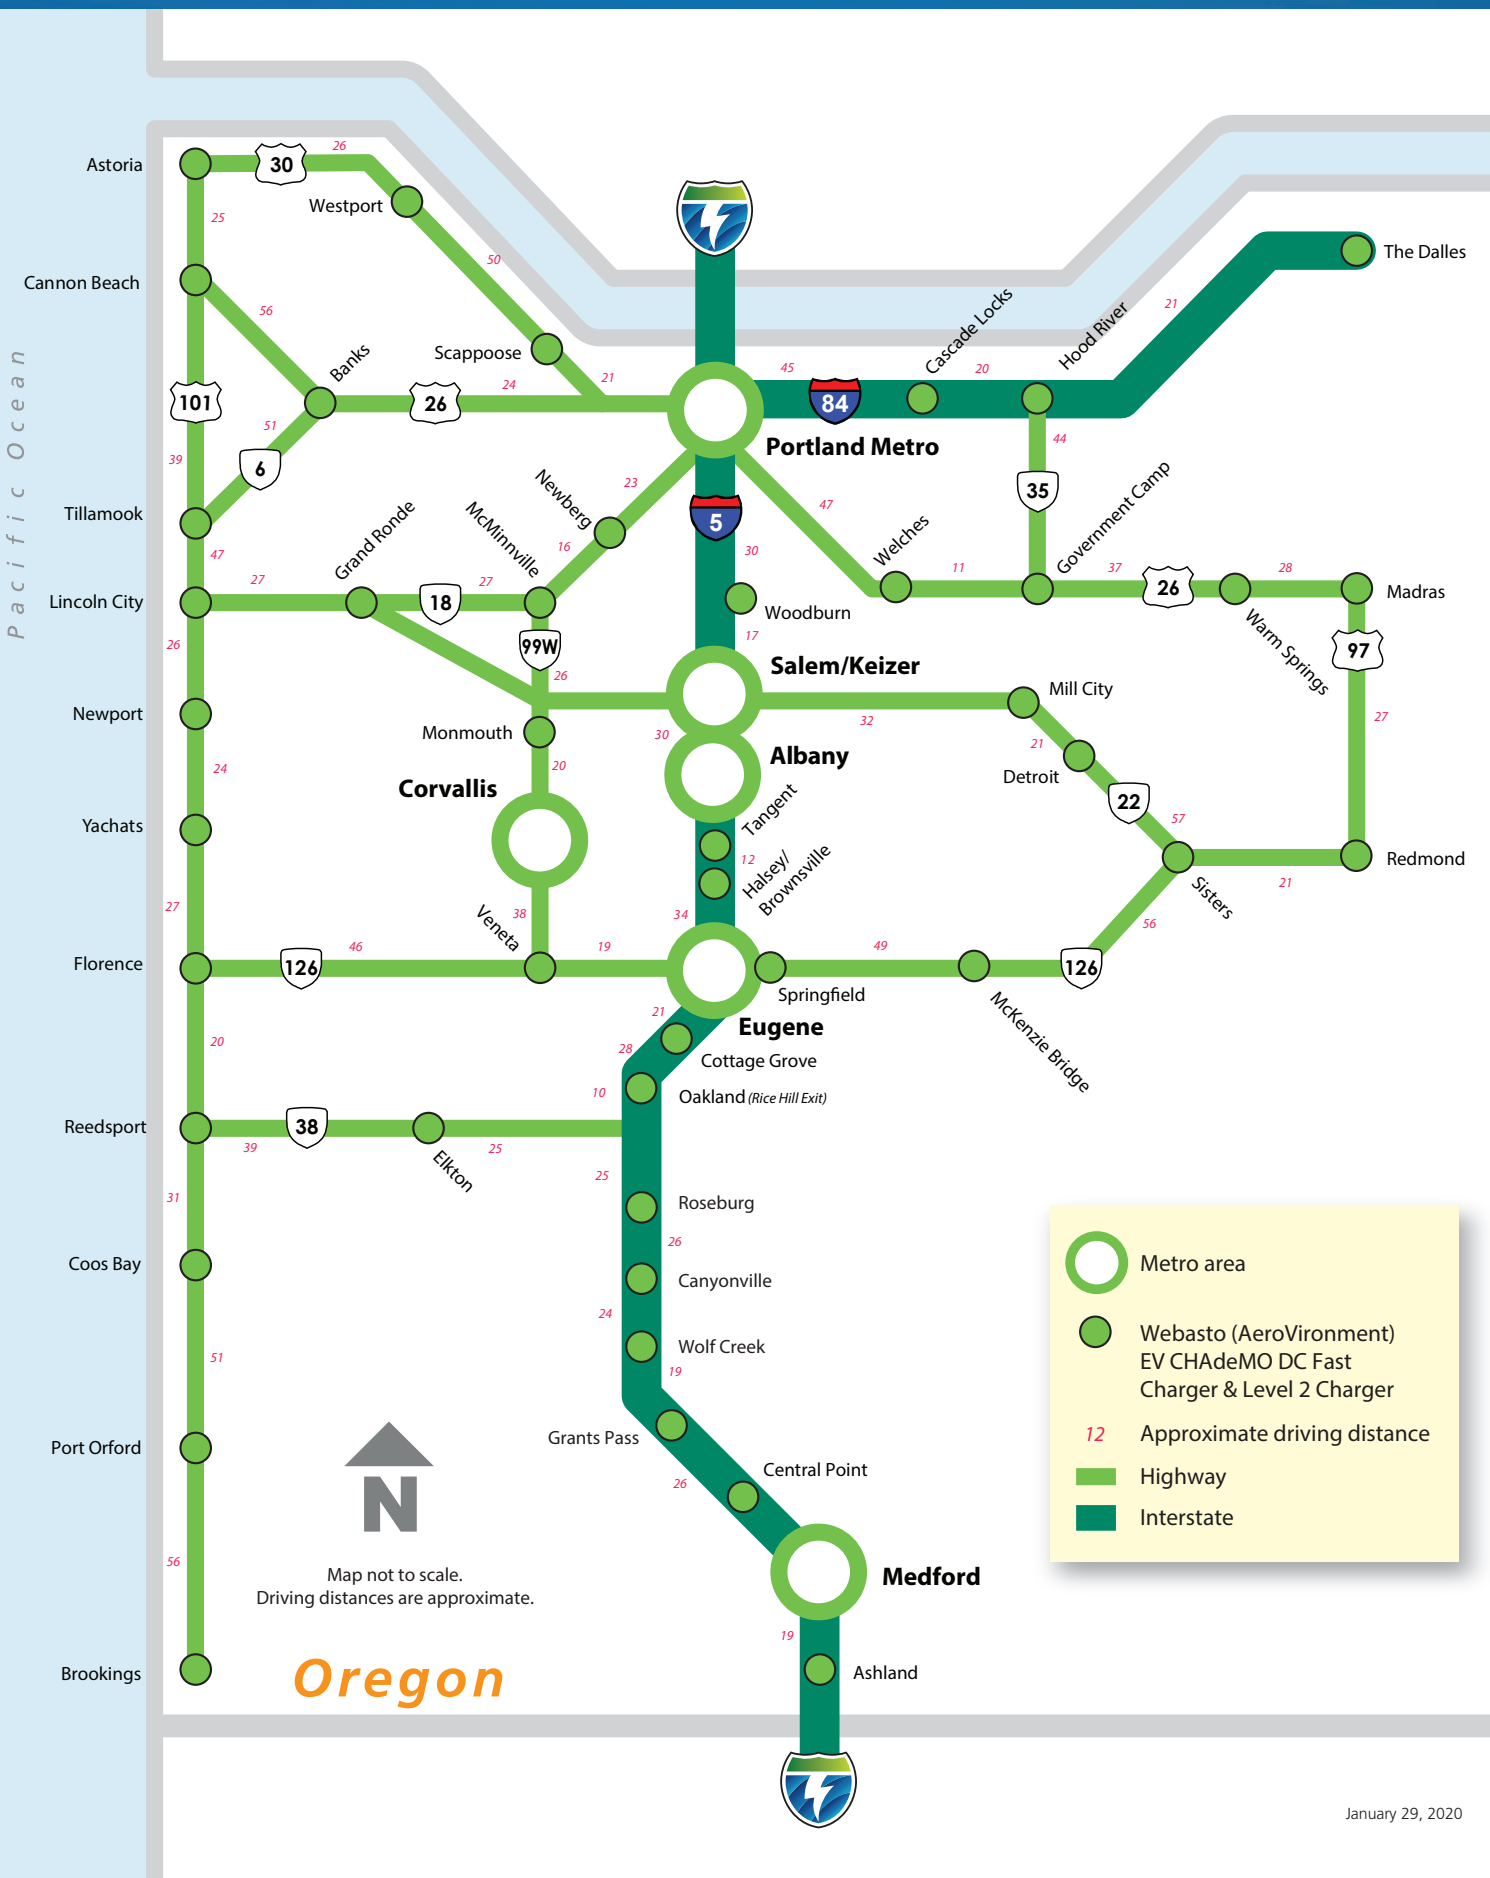 Pacific Ocean
Astoria
30
26
Westport
25
Cannon Beach
56
50
Banks
Scappoose
24
21
101
26
51
6
39
Tillamook
47
Portland Metro
45
84
Cascade Locks
20
Hood River
21
The Dalles
44
35
Government Camp
Newberg
23
McMinnville
16
Grand Ronde
5
30
Woodburn
17
47
Welches
11
37
26
28
Madras
Warm Springs
97
27
Lincoln City
27
18
27
99W
26
26
Salem/Keizer
32
Mill City
21
Detroit
22
57
Newport
Monmouth
30
Albany
24
Corvallis
20
Tangent
12
Halsey/
Brownsville
Yachats
Redmond
21
Sisters
56
27
Veneta
38
34
Florence
46
126
19
Springfield
49
126
McKenzie Bridge
Eugene
21
Cottage Grove
20
28
10
Oakland (Rice Hill Exit)
Reedsport
38
39
Elkton
25
25
31
Roseburg
26
Coos Bay
Canyonville
24
51
Wolf Creek
19
Port Orford
Grants Pass
Central Point
26
56
Medford
19
Brookings
Ashland
N
Map not to scale.
Driving distances are approximate.
Oregon
Metro area
Webasto (AeroVironment)
EV CHAdeMO DC Fast
Charger & Level 2 Charger
12 Approximate driving distance
Highway
Interstate
January 29, 2020